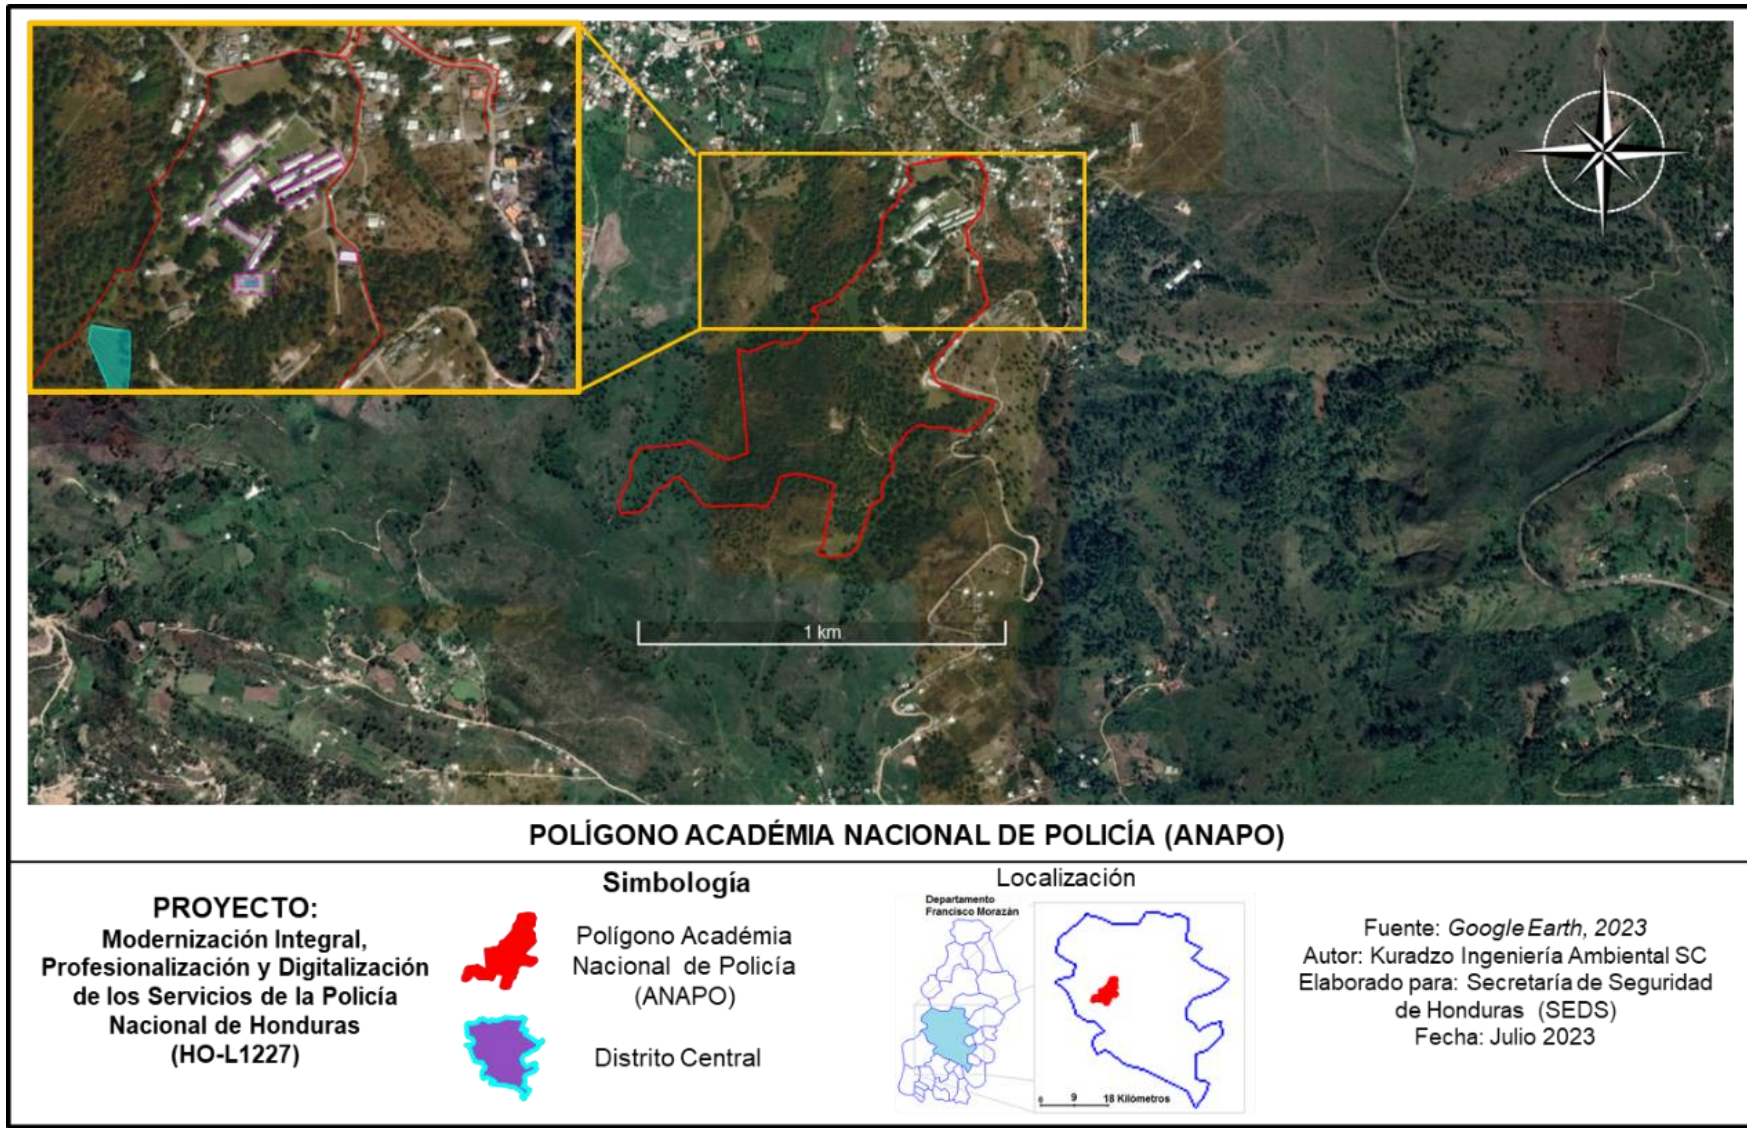 N
W
1 km
POLÍGONO ACADÉMIA NACIONAL DE POLICÍA (ANAPO)
PROYECTO:
Modernización Integral,
Profesionalización y Digitalización
de los Servicios de la Policía
Nacional de Honduras
(HO-L1227)
Simbología
Polígono Académia
Nacional de Policía
(ANAPO)
Distrito Central
Localización
Departamento
Francisco Morazán
0 9 18 Kilómetros
Fuente: Google Earth, 2023
Autor: Kuradzo Ingeniería Ambiental SC
Elaborado para: Secretaría de Seguridad
de Honduras (SEDS)
Fecha: Julio 2023